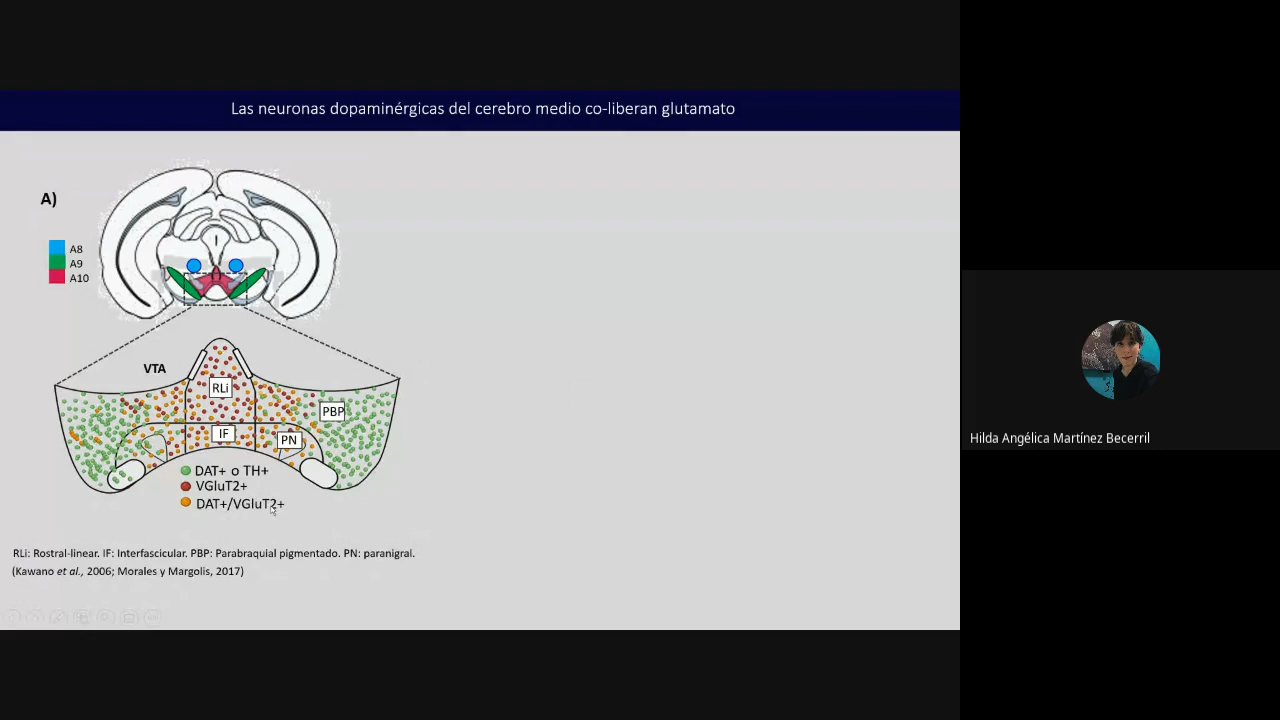 Las neuronas dopaminérgicas del cerebro medio co-liberan glutamato
A)
A8
A9
A10
VTA
RLi
PBP
IF
PN
DAT+ o TH+
VGluT2+
DAT+/VGluT2+
RLi: Rostral-linear. IF: Interfascicular. PBP: Parabraquial pigmentado. PN: paranigral.
(Kawano et al., 2006; Morales y Margolis, 2017)
Hilda Angélica Martínez Becerril